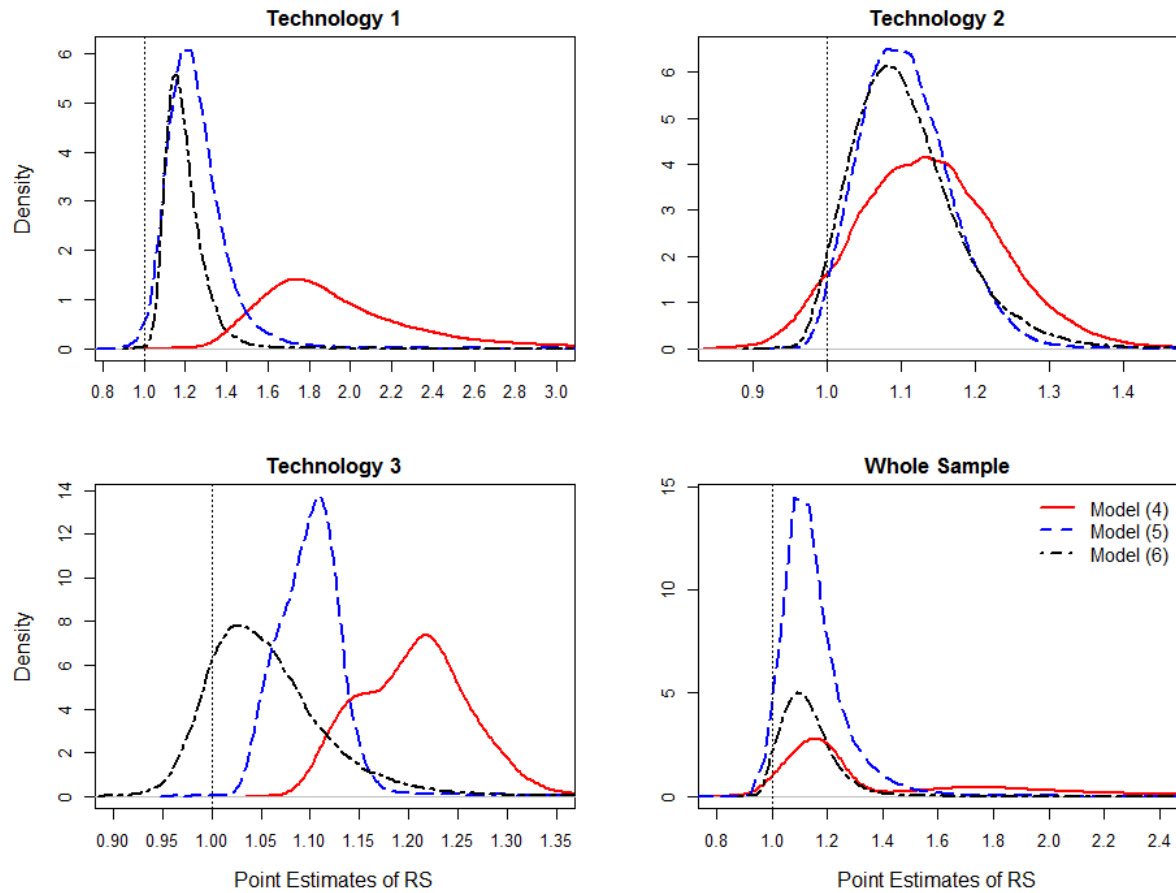 Technology 1
Density
6
5
4
3
2
1
0
0.8 1.0 1.2 1.4 1.6 1.8 2.0 2.2 2.4 2.6 2.8 3.0
Technology 2
6
5
4
3
2
1
0
0.9 1.0 1.1 1.2 1.3 1.4
Technology 3
Density
14
12
10
8
6
4
2
0
0.90 0.95 1.00 1.05 1.10 1.15 1.20 1.25 1.30 1.35
Point Estimates of RS
Whole Sample
15
10
5
0
Model (4)
Model (5)
Model (6)
0.8 1.0 1.2 1.4 1.6 1.8 2.0 2.2 2.4
Point Estimates of RS